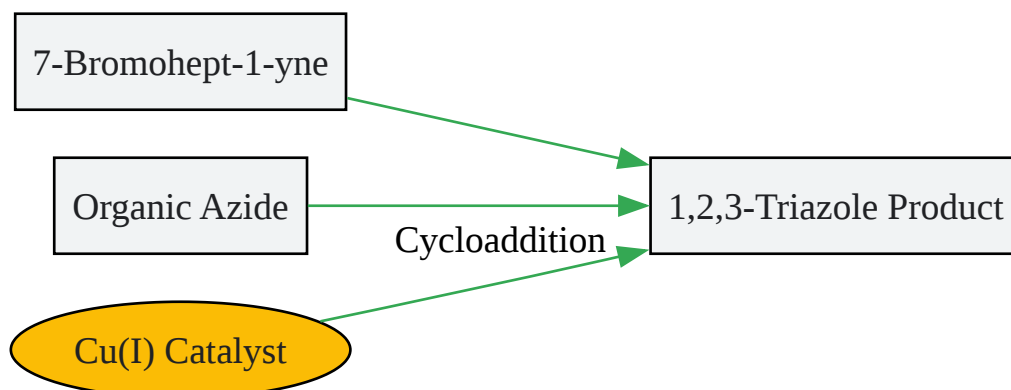 7-Bromohept-1-yne
Organic Azide
1,2,3-Triazole Product
Cycloaddition
Cu(I) Catalyst